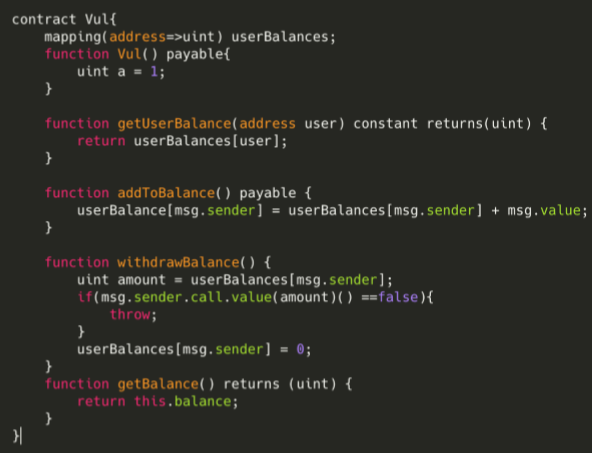 contract Vul{
    mapping(address=>uint) userBalances;
    function Vul() payable{
        uint a = 1;
    }

    function getUserBalance(address user) constant returns(uint) {
        return userBalances[user];
    }

    function addToBalance() payable {
        userBalance[msg.sender] = userBalances[msg.sender] + msg.value;
    }

    function withdrawBalance() {
        uint amount = userBalances[msg.sender];
        if(msg.sender.call.value(amount)() ==false){
            throw;
        }
        userBalances[msg.sender] = 0;
    }
    function getBalance() returns (uint) {
        return this.balance;
    }
}